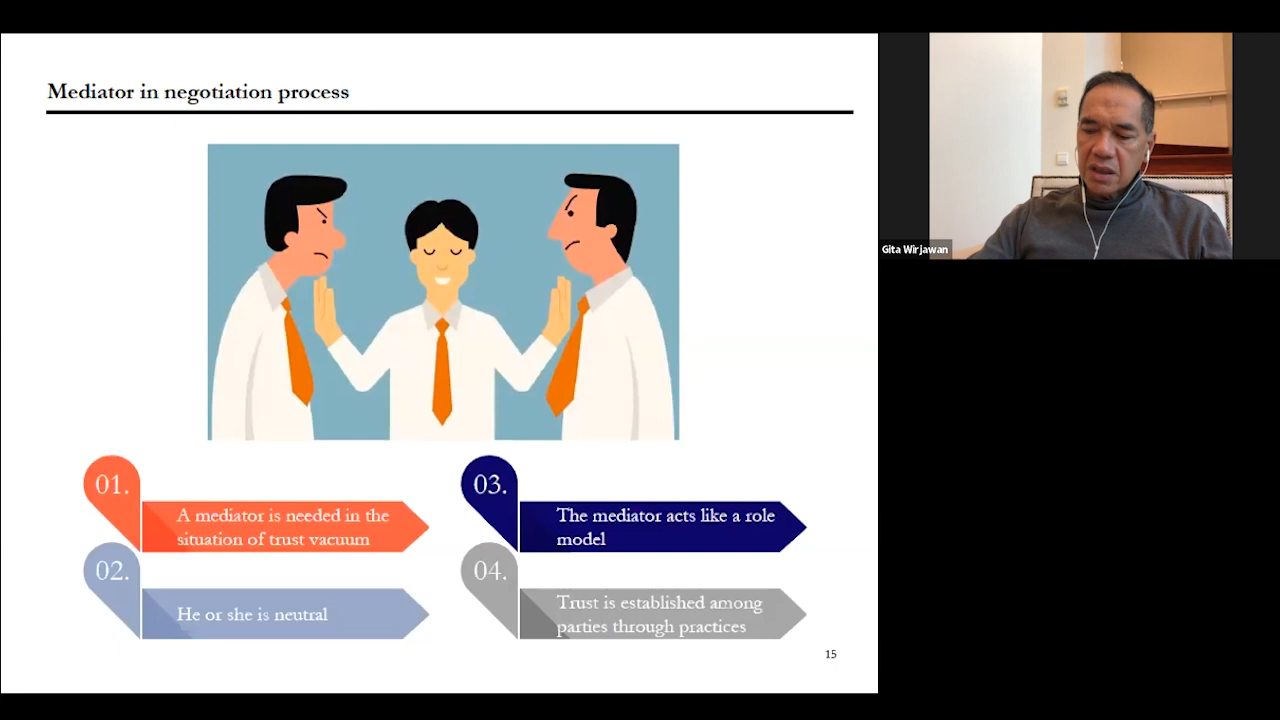 Mediator in negotiation process
01.
A mediator is needed in the
situation of trust vacuum
02.
He or she is neutral
03.
The mediator acts like a role
model
04.
Trust is established among
parties through practices
15
Gita Wirjawan